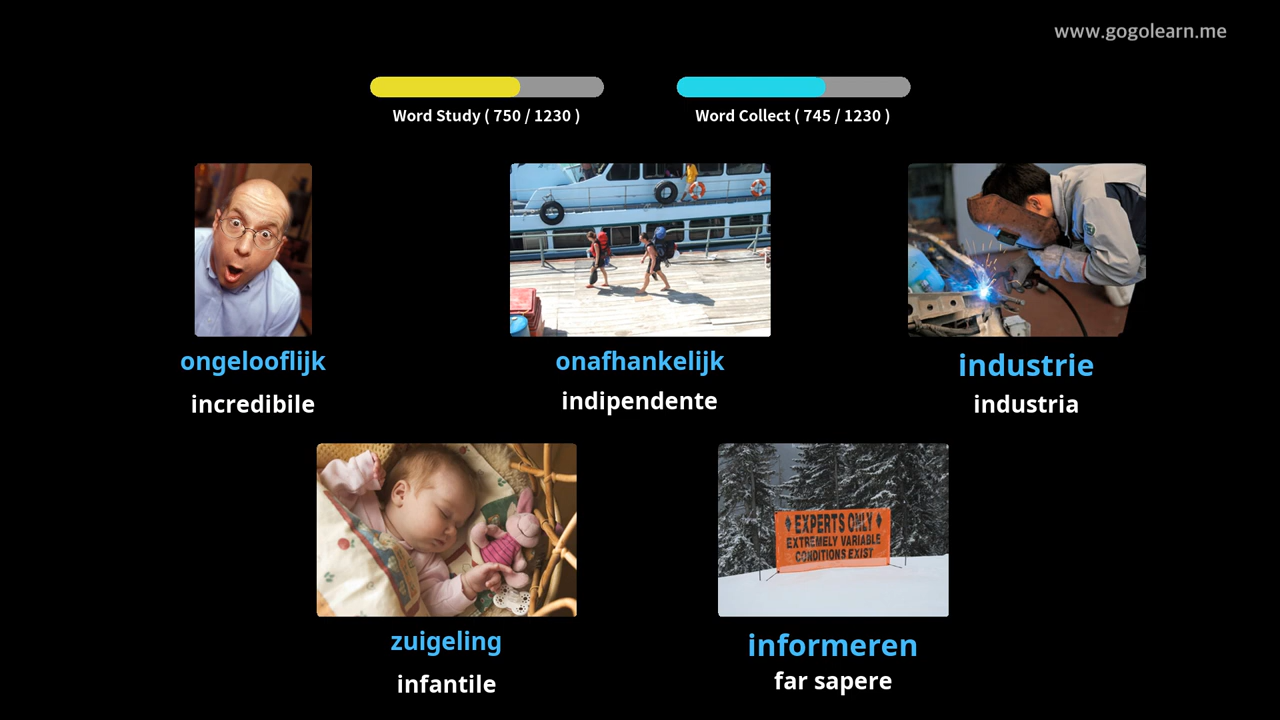 www.gogolearn.me
Word Study ( 750 / 1230 )
Word Collect ( 745 / 1230 )
ongelooflijk
incredibile
onafhankelijk
indipendente
industrie
industria
EXPERTS ONLY
EXTREMELY VARIABLE
CONDITIONS EXIST
zuigeling
infantile
informeren
far sapere